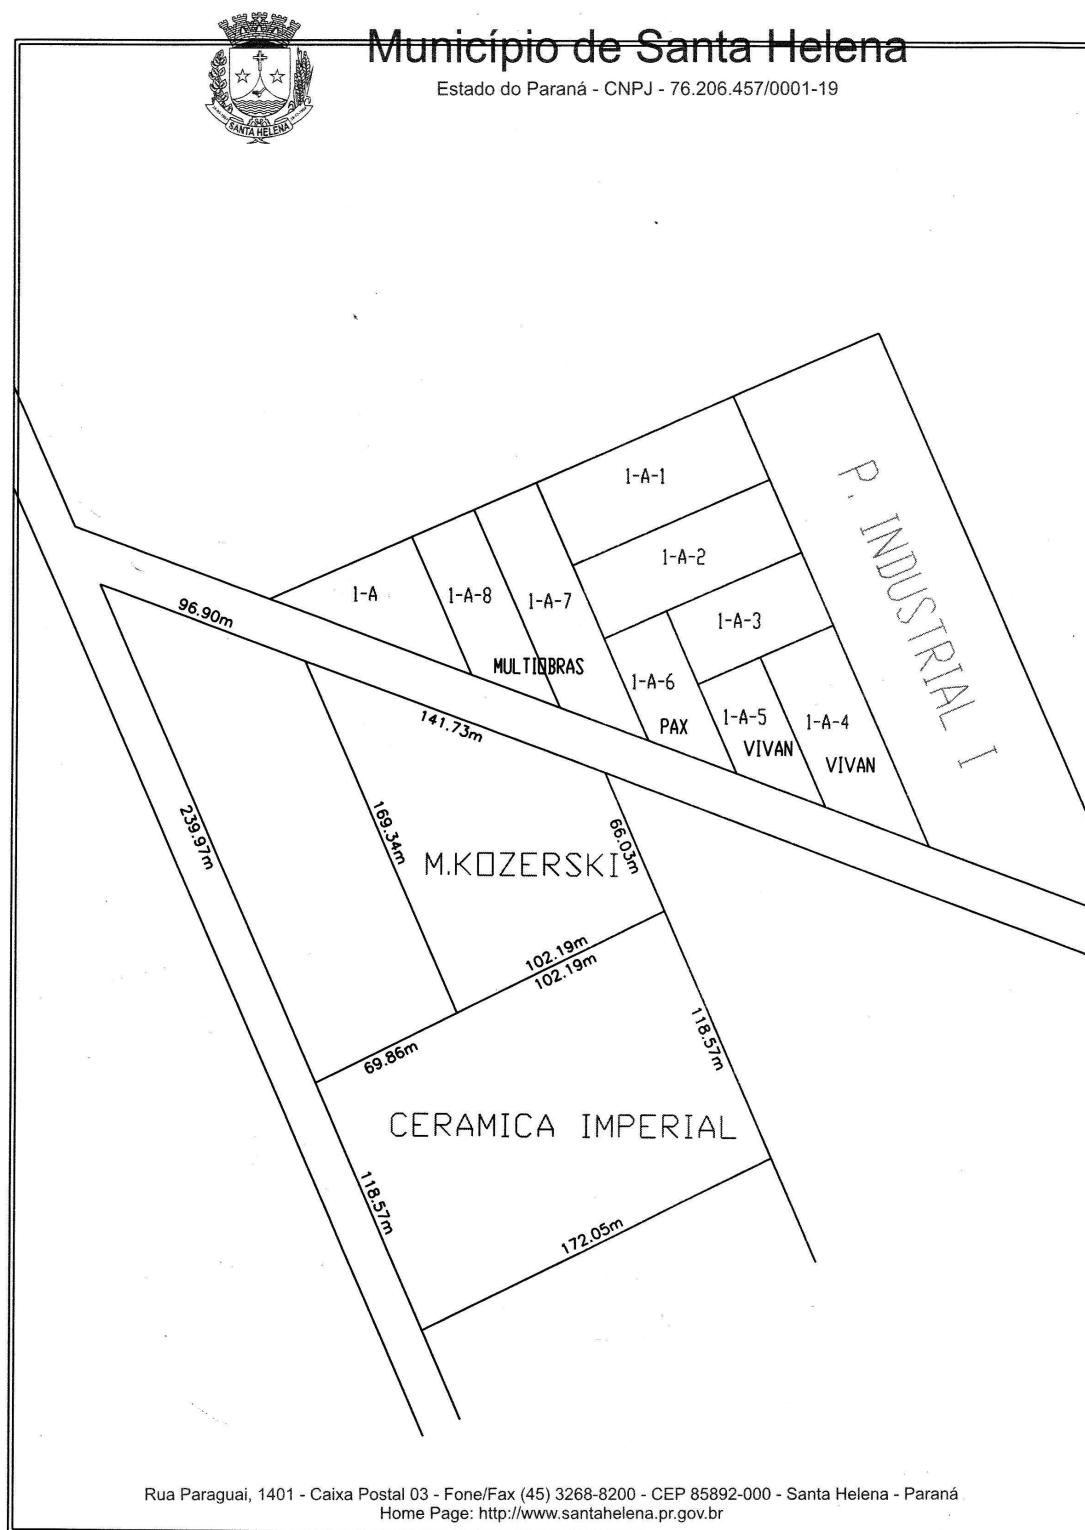 Município de Santa Helena
Estado do Paraná - CNPJ - 76.206.457/0001-19
SANTA HELENA
1-A-1
P. INDUSTRIAL I
1-A-2
1-A
1-A-8
1-A-7
1-A-3
96.90m
MULTIOBRAS
1-A-6
141.73m
PAX
1-A-5
1-A-4
VIVAN
VIVAN
239.97m
169.34m
66.03m
M.KOZERSKI
102.19m
102.19m
69.86m
118.57m
CERAMICA IMPERIAL
118.57m
172.05m
Rua Paraguai, 1401 - Caixa Postal 03 - Fone/Fax (45) 3268-8200 - CEP 85892-000 - Santa Helena - Paraná
Home Page: http://www.santahelena.pr.gov.br